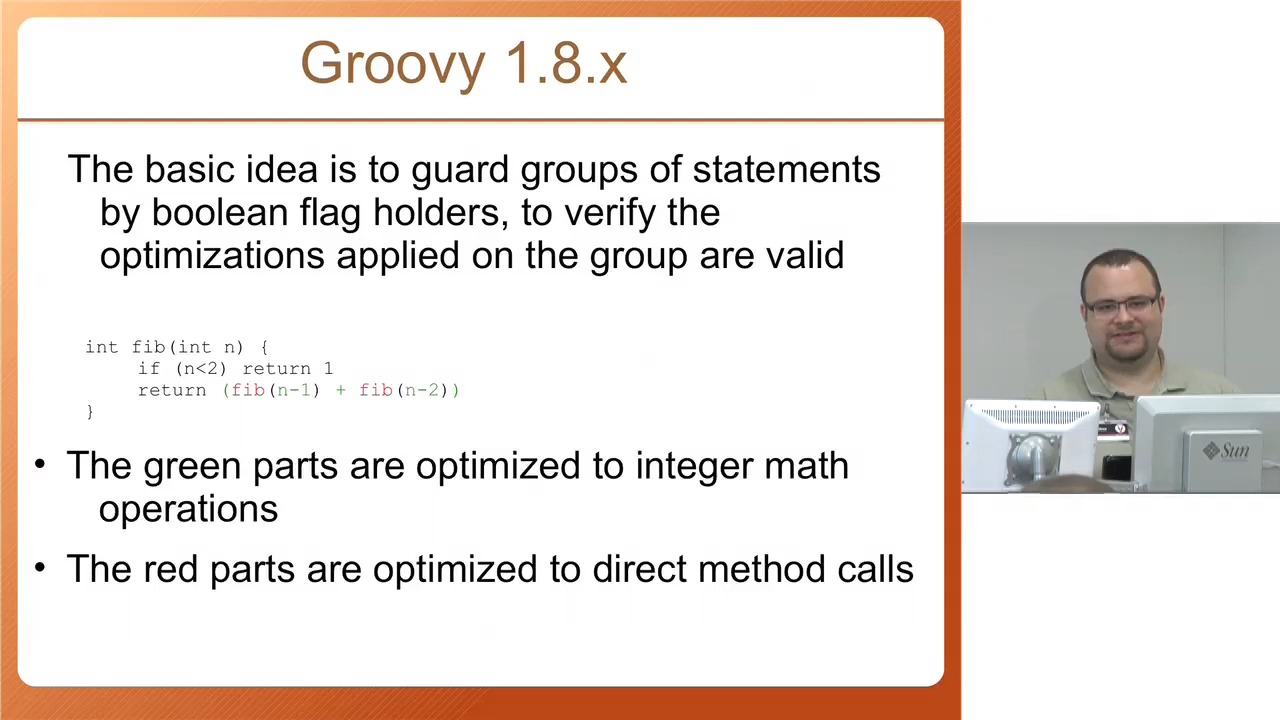 Groovy 1.8.x
The basic idea is to guard groups of statements
by boolean flag holders, to verify the
optimizations applied on the group are valid
int fib(int n) {
if (n<2) return 1
return (fib(n-1) + fib(n-2))
}
• The green parts are optimized to integer math
operations
• The red parts are optimized to direct method calls
Sun